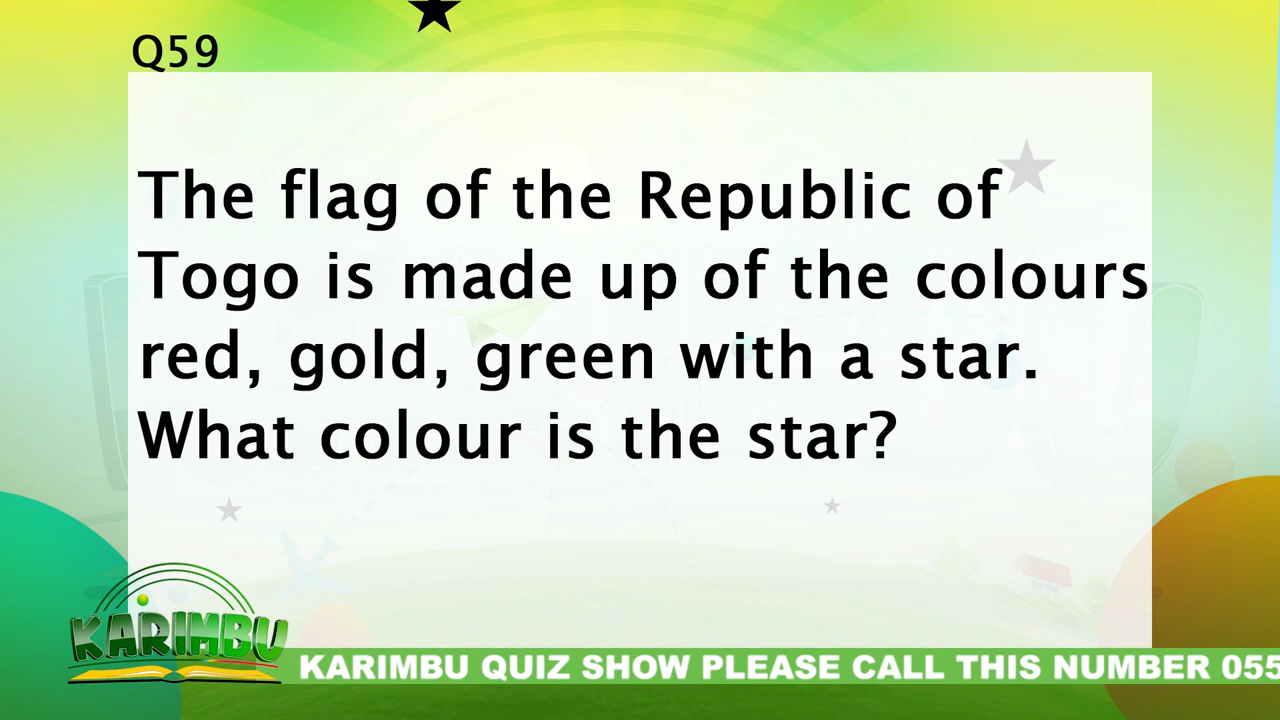 Q59
The flag of the Republic of
Togo is made up of the colours
red, gold, green with a star.
What colour is the star?
KARIMBU
KARIMBU QUIZ SHOW PLEASE CALL THIS NUMBER 055